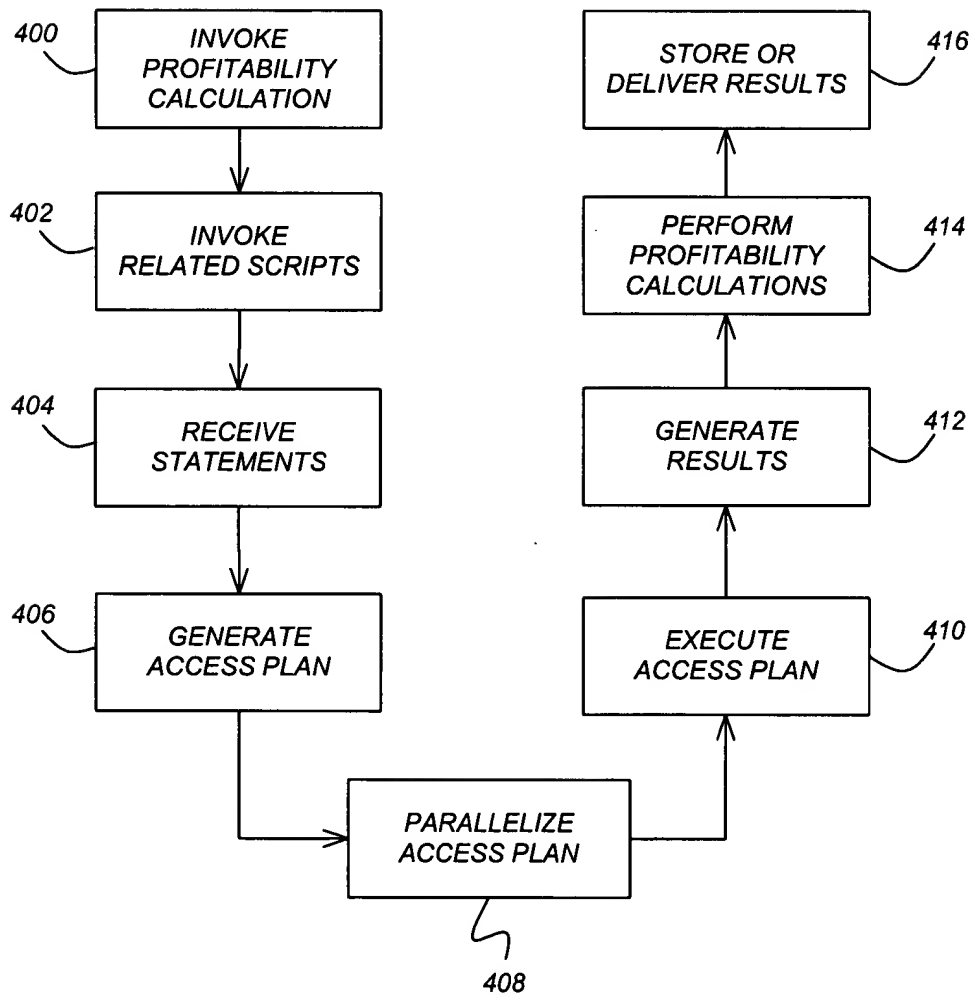 400
INVOKE
PROFITABILITY
CALCULATION
402
INVOKE
RELATED SCRIPTS
404
RECEIVE
STATEMENTS
406
GENERATE
ACCESS PLAN
PARALLELIZE
ACCESS PLAN
408
EXECUTE
ACCESS PLAN
410
GENERATE
RESULTS
412
PERFORM
PROFITABILITY
CALCULATIONS
414
STORE OR
DELIVER RESULTS
416